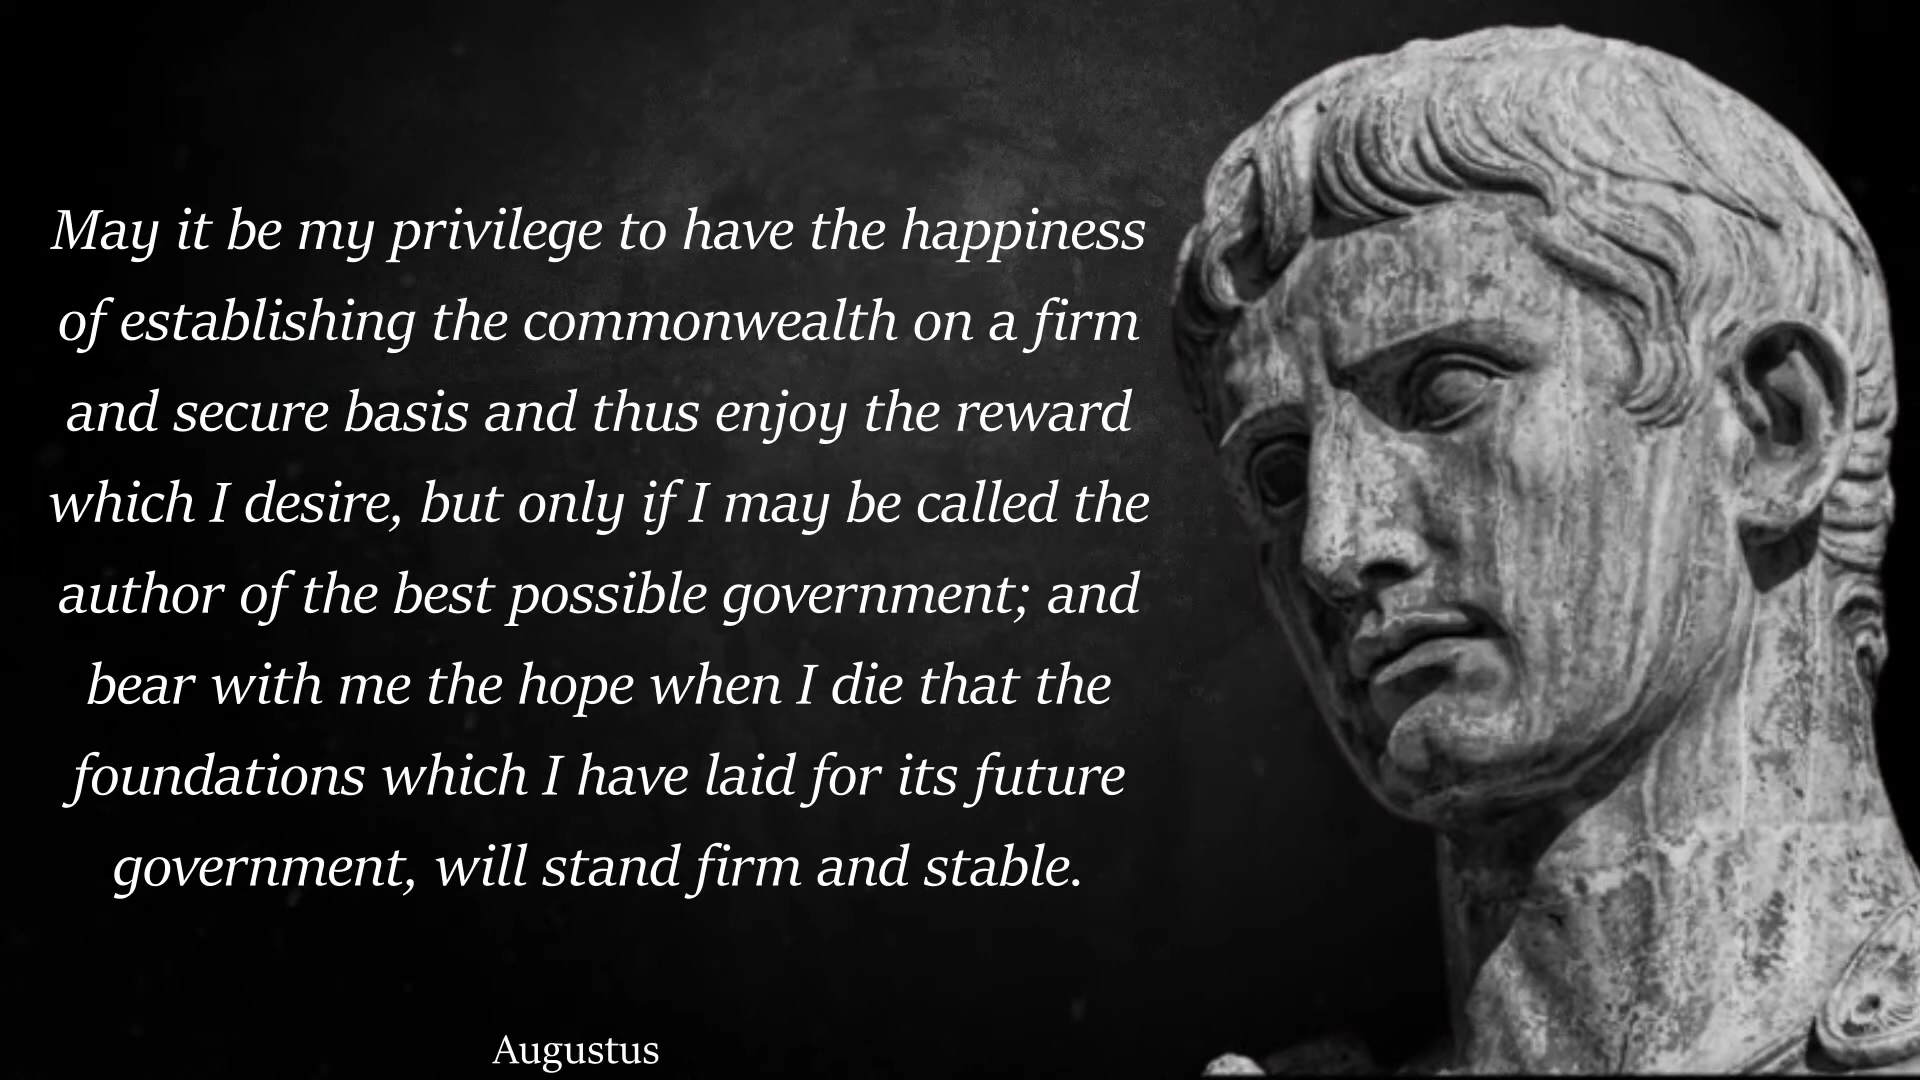 May it be my privilege to have the happiness
of establishing the commonwealth on a firm
and secure basis and thus enjoy the reward
which I desire, but only if I may be called the
author of the best possible government; and
bear with me the hope when I die that the
foundations which I have laid for its future
government, will stand firm and stable.
Augustus